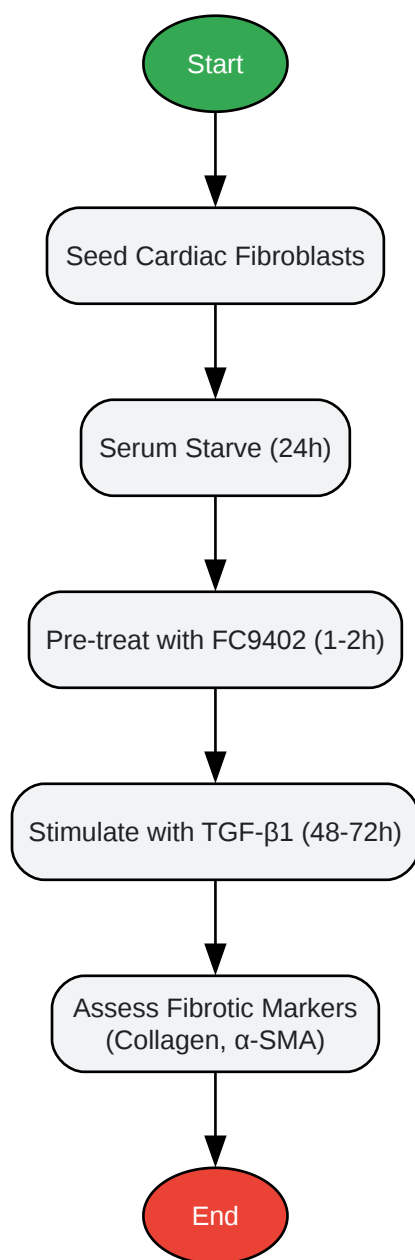 Start
Seed Cardiac Fibroblasts
Serum Starve (24h)
Pre-treat with FC9402 (1-2h)
Stimulate with TGF-β1 (48-72h)
Assess Fibrotic Markers
(Collagen, α-SMA)
End